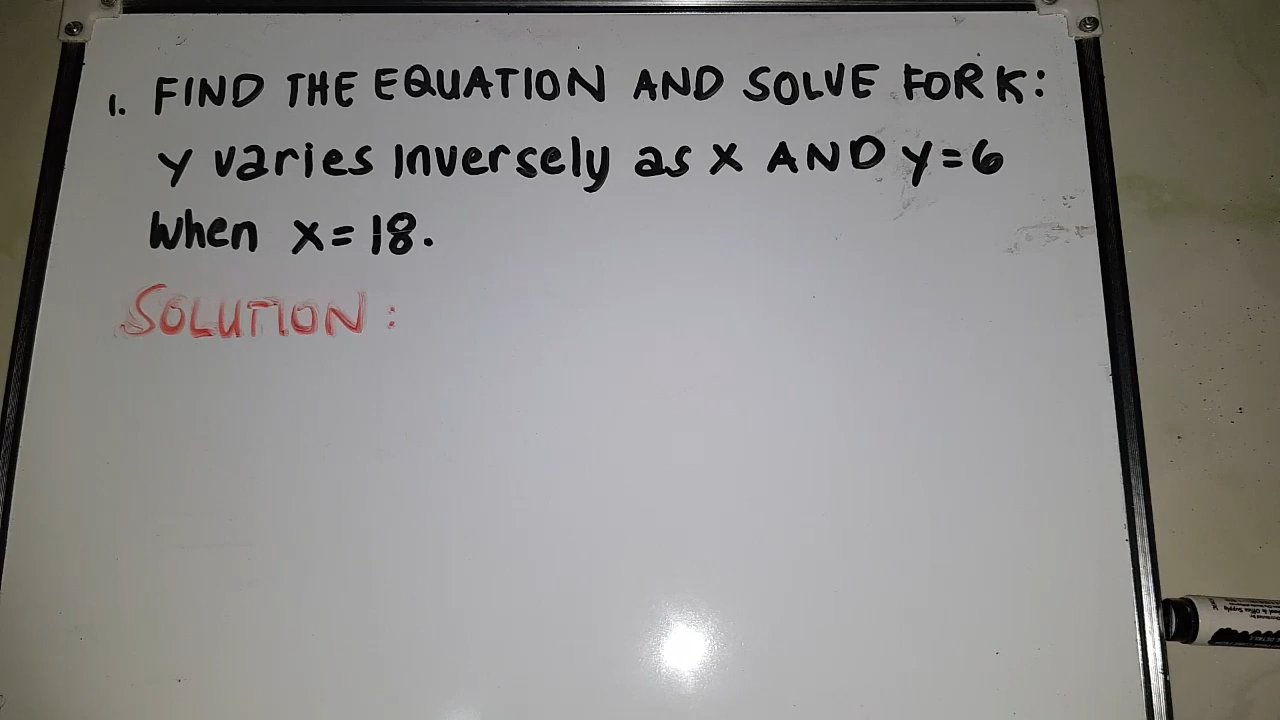 1. FIND THE EQUATION AND SOLVE FOR K:
Y varies inversely as X AND Y=6
when X=18.
SOLUTION: